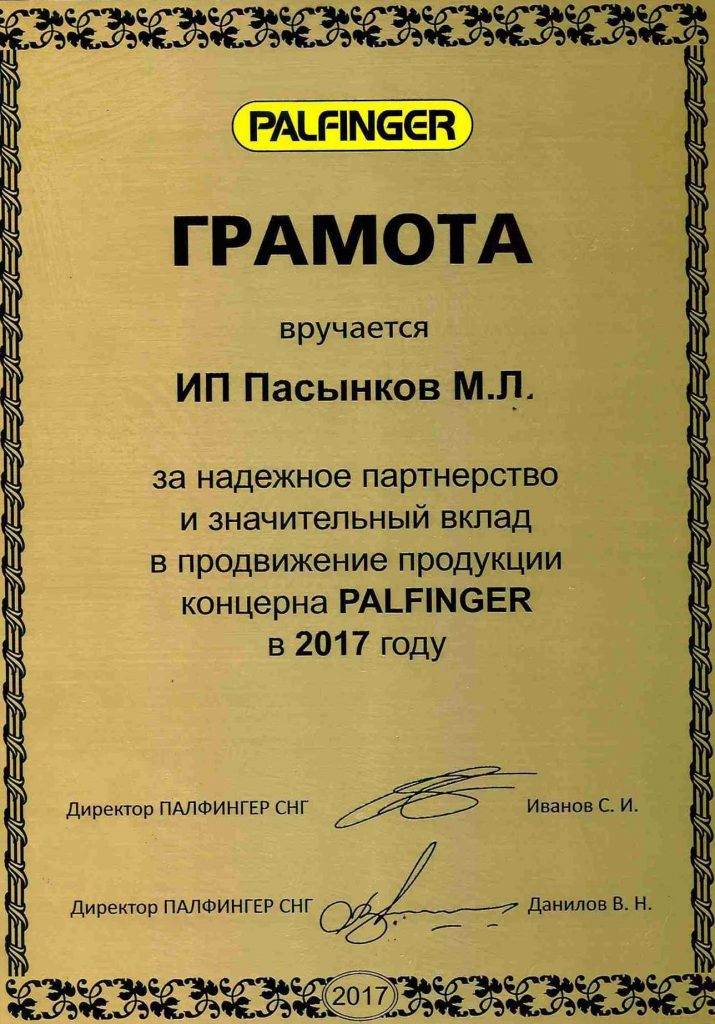 PALFINGER
ГРАМОТА
вручается
ИП Пасынков М.Л.
за надежное партнерство
и значительный вклад
в продвижение продукции
концерна PALFINGER
в 2017 году
Директор ПАЛФИНГЕР СНГ Иванов С. И.
Директор ПАЛФИНГЕР СНГ Данилов В. Н.
2017